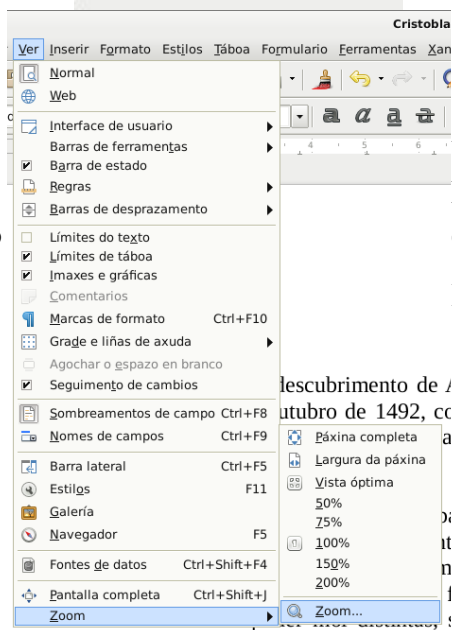 Cristobla
Ver Inserir Formato Estilos Táboa Formulario Ferramentas Xan
Normal
Web
Interface de usuario
Barras de ferramentas
Barra de estado
Regras
Barras de desprazamento
Límites do texto
Límites de táboa
Imaxes e gráficas
Comentarios
Marcas de formato Ctrl+F10
Grade e liñas de axuda
Agochar o espazo en branco
Seguimento de cambios
Sombreamentos de campo Ctrl+F8
Nomes de campos Ctrl+F9
Barra lateral Ctrl+F5
Estilos F11
Galería
Navegador F5
Fontes de datos Ctrl+Shift+F4
Pantalla completa Ctrl+Shift+J
Zoom
Páxina completa
Largura da páxina
Vista óptima
50%
75%
100%
150%
200%
Zoom...
a a a a
4 5 6
descubrimento de A
utubro de 1492, co